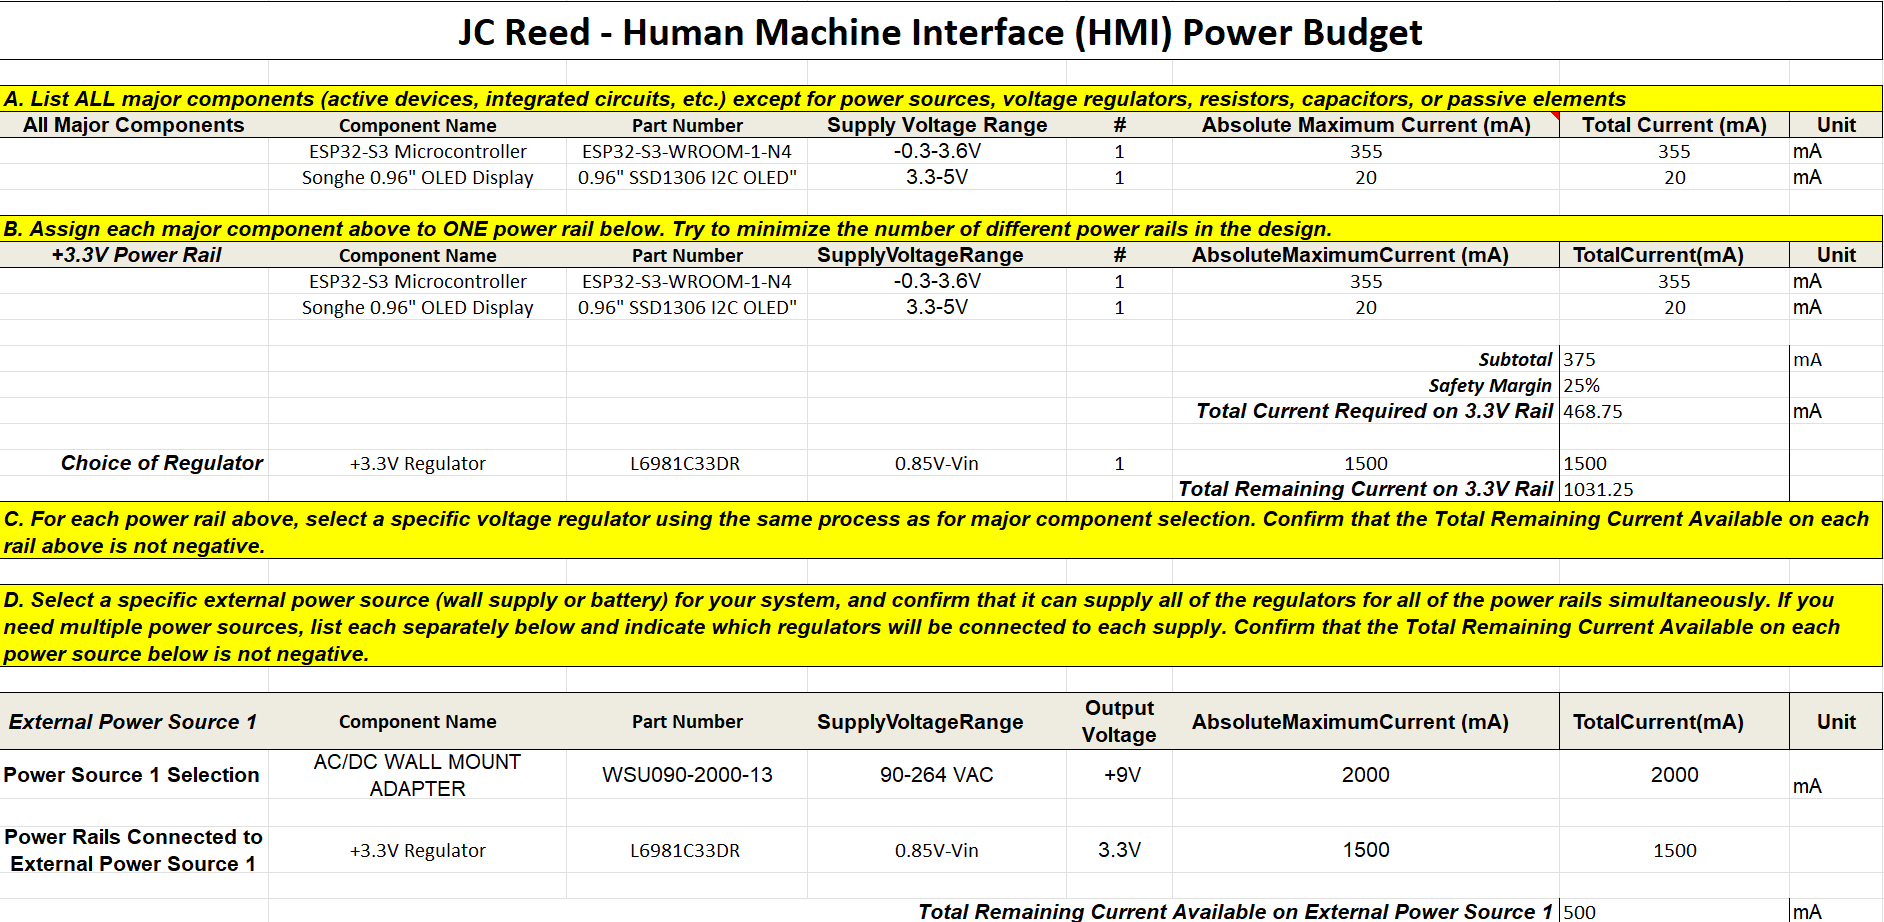 JC Reed - Human Machine Interface (HMI) Power Budget
A. List ALL major components (active devices, integrated circuits, etc.) except for power sources, voltage regulators, resistors, capacitors, or passive elements
All Major Components Component Name Part Number Supply Voltage Range # Absolute Maximum Current (mA) Total Current (mA) Unit
ESP32-S3 Microcontroller ESP32-S3-WROOM-1-N4 -0.3-3.6V 1 355 355 mA
Songhe 0.96" OLED Display 0.96" SSD1306 I2C OLED" 3.3-5V 1 20 20 mA
B. Assign each major component above to ONE power rail below. Try to minimize the number of different power rails in the design.
+3.3V Power Rail Component Name Part Number SupplyVoltageRange # AbsoluteMaximumCurrent (mA) TotalCurrent(mA) Unit
ESP32-S3 Microcontroller ESP32-S3-WROOM-1-N4 -0.3-3.6V 1 355 355 mA
Songhe 0.96" OLED Display 0.96" SSD1306 I2C OLED" 3.3-5V 1 20 20 mA
Subtotal 375 mA
Safety Margin 25%
Total Current Required on 3.3V Rail 468.75 mA
Choice of Regulator +3.3V Regulator L6981C33DR 0.85V-Vin 1 1500 1500
Total Remaining Current on 3.3V Rail 1031.25
C. For each power rail above, select a specific voltage regulator using the same process as for major component selection. Confirm that the Total Remaining Current Available on each
rail above is not negative.
D. Select a specific external power source (wall supply or battery) for your system, and confirm that it can supply all of the regulators for all of the power rails simultaneously. If you
need multiple power sources, list each separately below and indicate which regulators will be connected to each supply. Confirm that the Total Remaining Current Available on each
power source below is not negative.
External Power Source 1 Component Name Part Number SupplyVoltageRange Output Voltage AbsoluteMaximumCurrent (mA) TotalCurrent(mA) Unit
Power Source 1 Selection AC/DC WALL MOUNT ADAPTER WSU090-2000-13 90-264 VAC +9V 2000 2000 mA
Power Rails Connected to External Power Source 1 +3.3V Regulator L6981C33DR 0.85V-Vin 3.3V 1500 1500
Total Remaining Current Available on External Power Source 1 500 mA